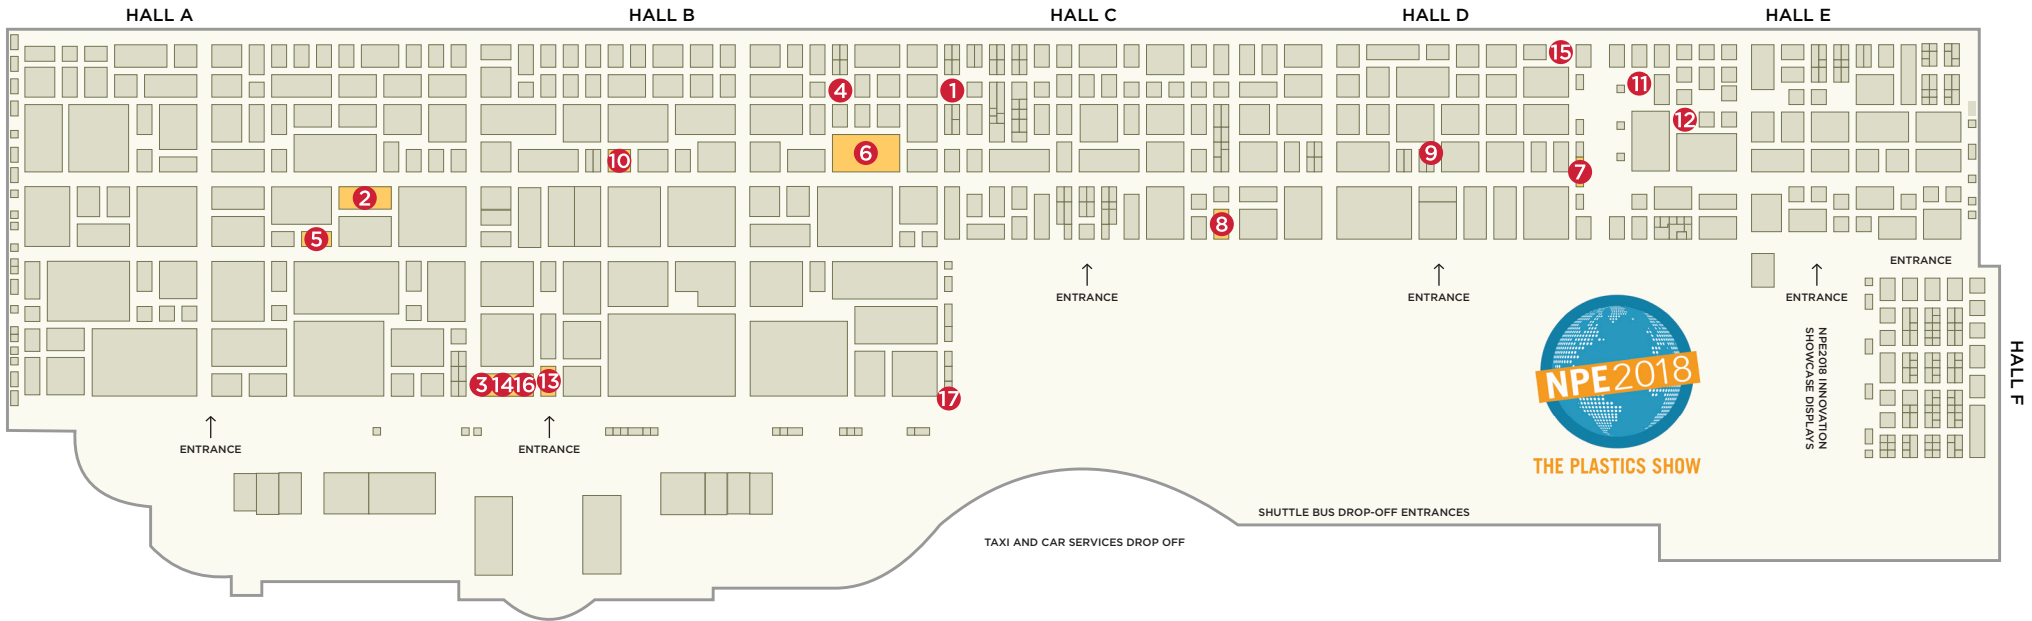 HALL A
HALL B
HALL C
HALL D
HALL E
15
4
1
11
12
10
6
9
7
2
5
8
ENTRANCE
ENTRANCE
ENTRANCE
ENTRANCE
NPE2018
THE PLASTICS SHOW
NPE2018 INNOVATION
SHOWCASE DISPLAYS
HALL F
3
14
16
13
17
ENTRANCE
ENTRANCE
SHUTTLE BUS DROP-OFF ENTRANCES
TAXI AND CAR SERVICES DROP OFF